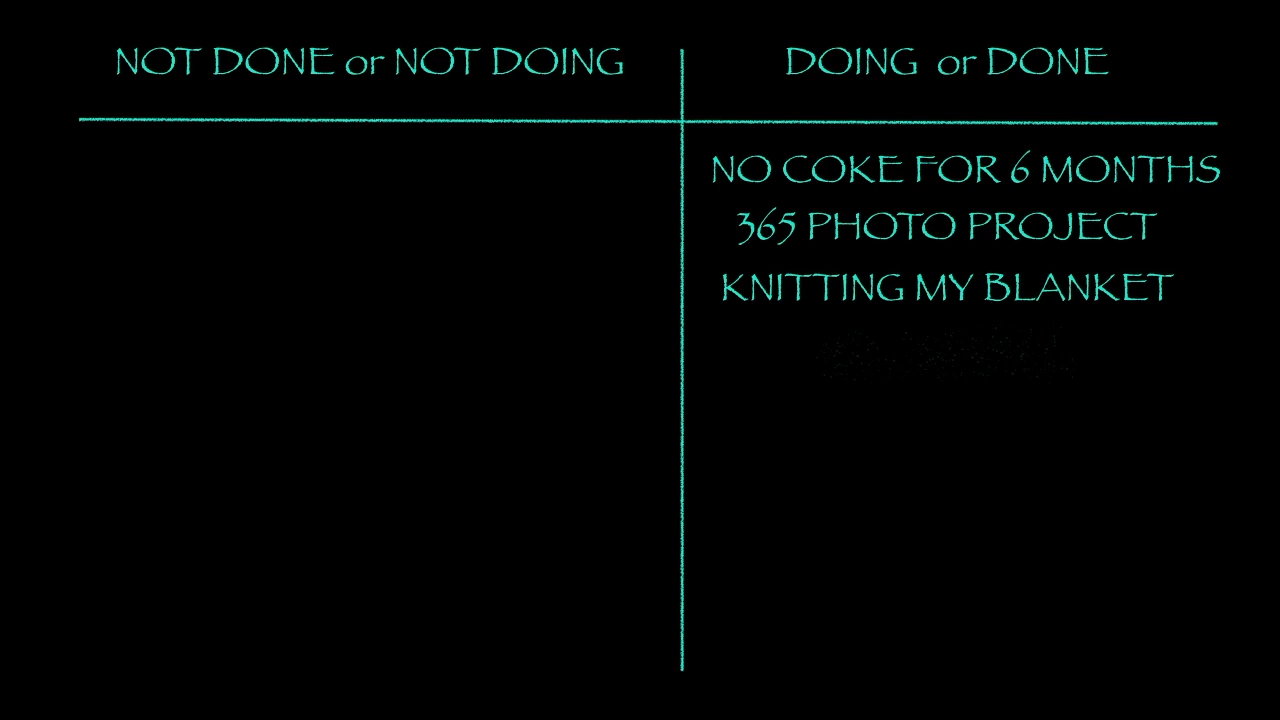 NOT DONE or NOT DOING
DOING or DONE
NO COKE FOR 6 MONTHS
365 PHOTO PROJECT
KNITTING MY BLANKET